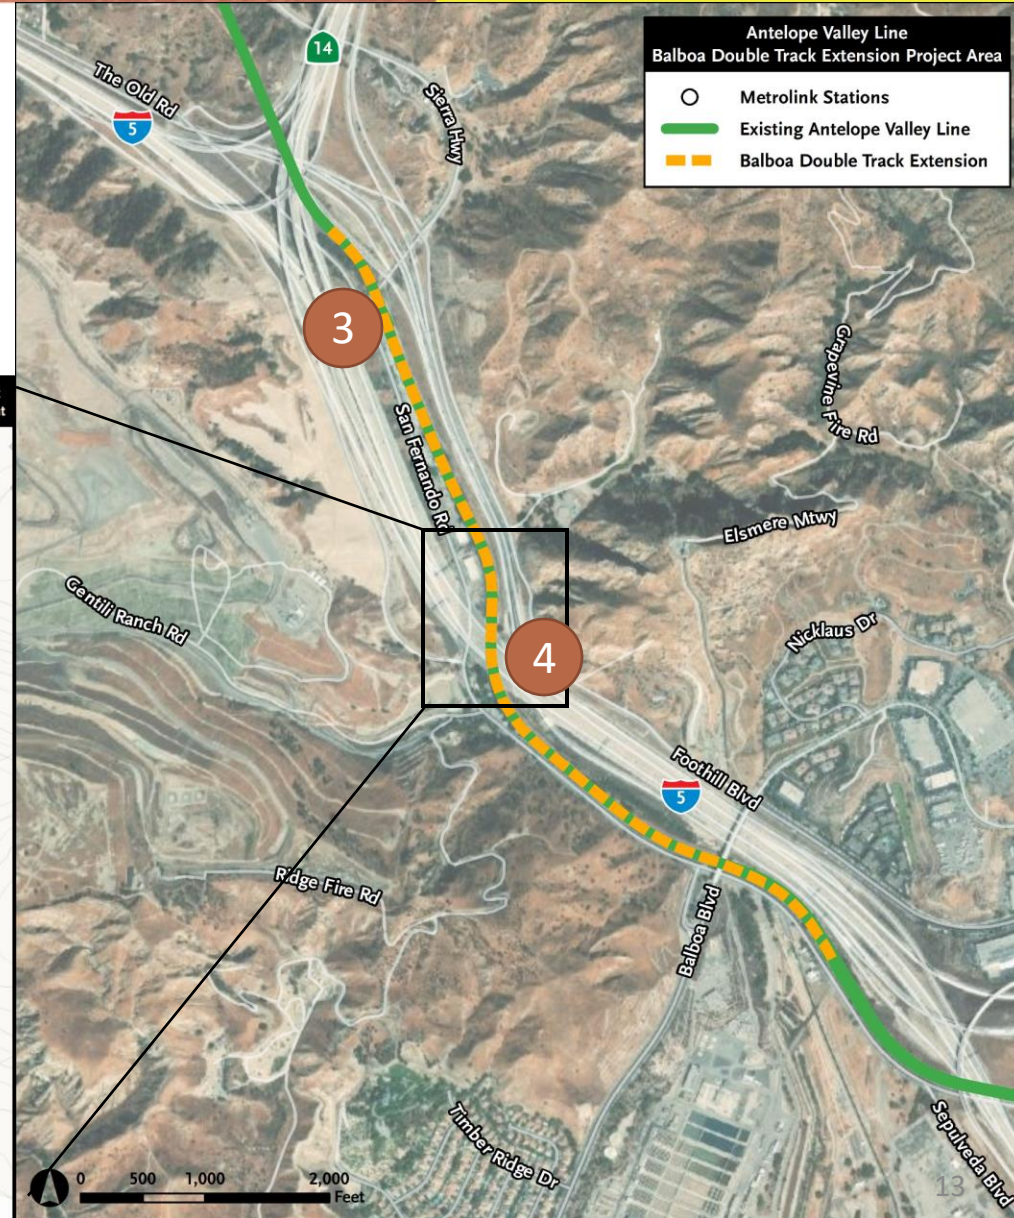 Antelope Valley Line
Balboa Double Track Extension Project Area
Metrolink Stations
Existing Antelope Valley Line
Balboa Double Track Extension
14
The Old Rd
5
Sierra Hwy
3
Grapevine Fire Rd
San Fernando Rd
Elsmere Mtwy
Gentili Ranch Rd
Nicklaus Dr
4
Foothill Blvd
5
Ridge Fire Rd
Balboa Blvd
Timber Ridge Dr
Sepulveda Blvd
0 500 1,000 2,000
Feet
13